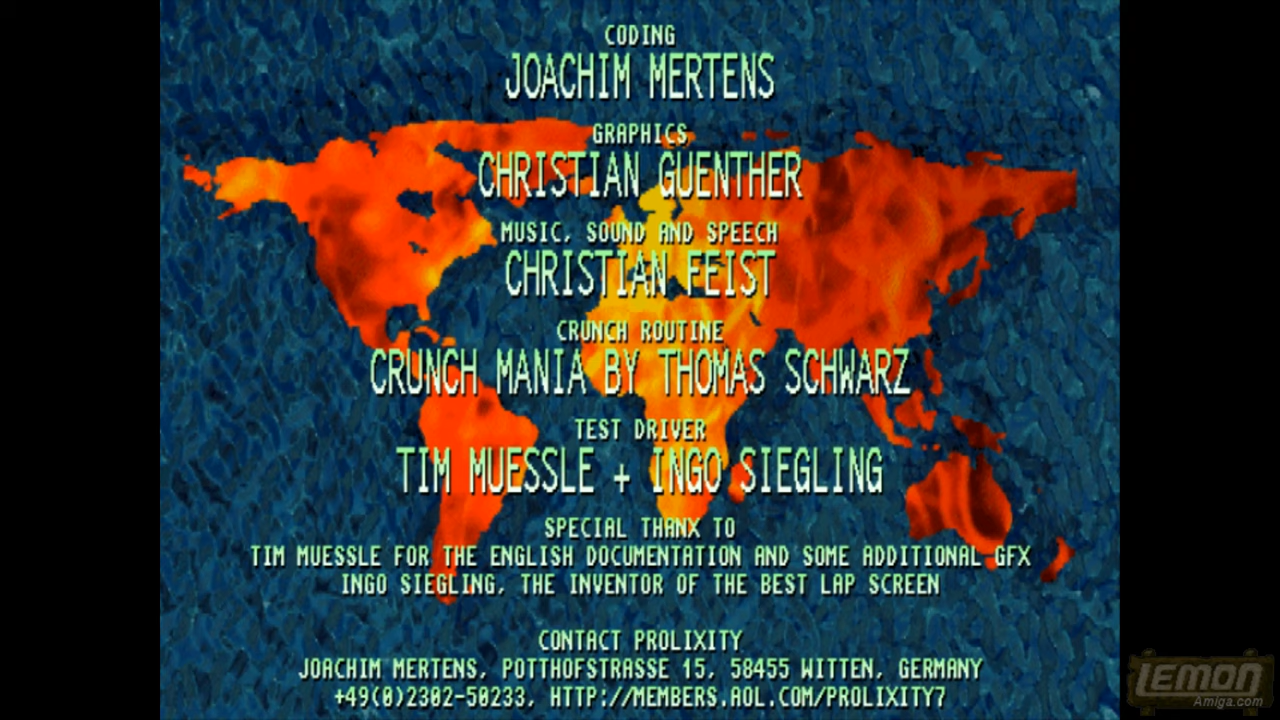 CODING
JOACHIM MERTENS
GRAPHICS
CHRISTIAN GUENTHER
MUSIC, SOUND AND SPEECH
CHRISTIAN FEIST
CRUNCH ROUTINE
CRUNCH MANIA BY THOMAS SCHWARZ
TEST DRIVER
TIM MUESSLE + INGO SIEGLING
SPECIAL THANX TO
TIM MUESSLE FOR THE ENGLISH DOCUMENTATION AND SOME ADDITIONAL GFX
INGO SIEGLING, THE INVENTOR OF THE BEST LAP SCREEN
CONTACT PROLIXITY
JOACHIM MERTENS, POTTHOFSTRASSE 15, 58455 WITTEN, GERMANY
+49(0)2302-50233, HTTP://MEMBERS.AOL.COM/PROLIXITY7
LEMON
Amiga.com